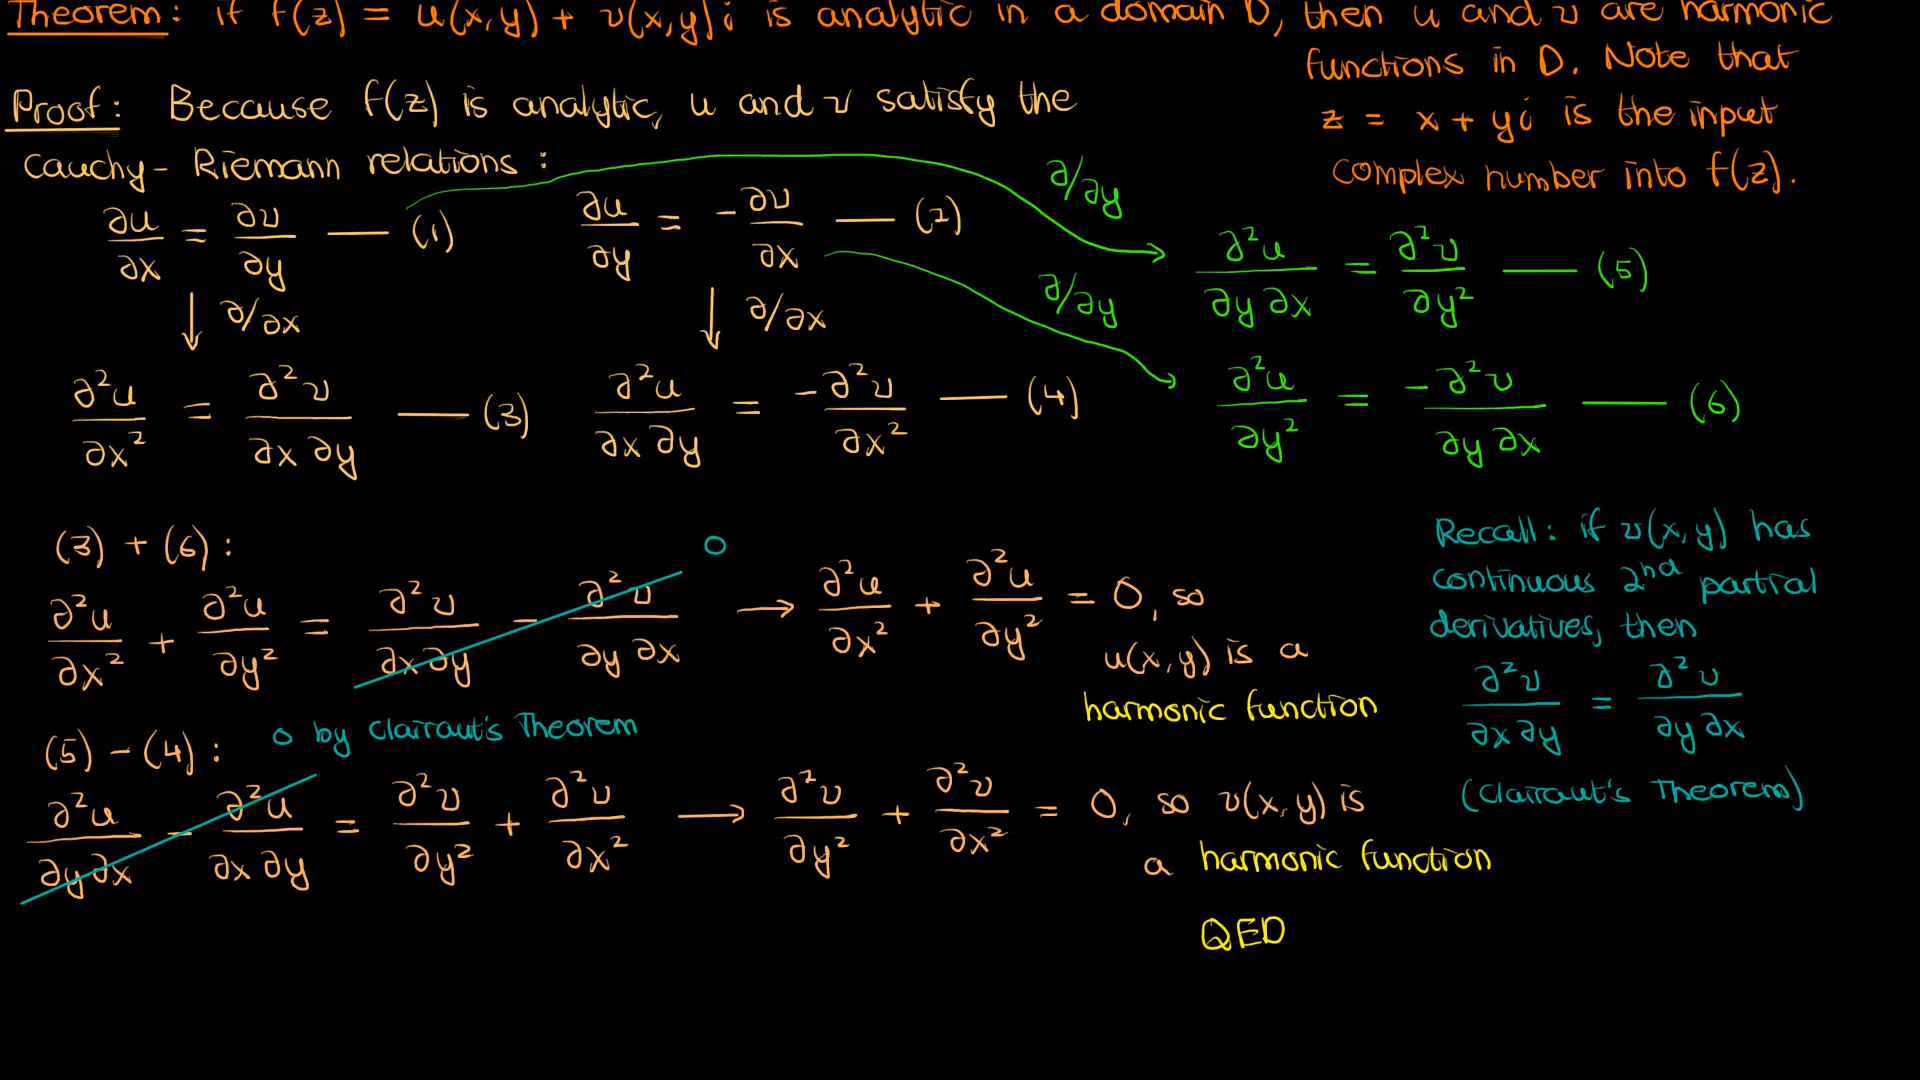 Theorem: if f(z) = u(x,y) + v(x,y)i is analytic in a domain D, then u and v are harmonic
functions in D. Note that
z = x + yi is the input
complex number into f(z).
Proof: Because f(z) is analytic, u and v satisfy the
Cauchy-Riemann relations:
∂u/∂x = ∂v/∂y — (1)
∂u/∂y = -∂v/∂x — (2)
∂/∂y
∂/∂y
∂²u/∂y∂x = ∂²v/∂y² — (5)
↓ ∂/∂x
↓ ∂/∂x
∂²u/∂x² = ∂²v/∂x∂y — (3)
∂²u/∂x∂y = -∂²v/∂x² — (4)
∂²u/∂y² = -∂²v/∂y∂x — (6)
(3) + (6):
∂²u/∂x² + ∂²u/∂y² = ∂²v/∂x∂y - ∂²v/∂y∂x 0 → ∂²u/∂x² + ∂²u/∂y² = 0, so
u(x,y) is a
harmonic function
(5) - (4):
0 by Clairaut's Theorem
∂²u/∂y∂x - ∂²u/∂x∂y = ∂²v/∂y² + ∂²v/∂x² → ∂²v/∂y² + ∂²v/∂x² = 0, so v(x,y) is
a harmonic function
QED
Recall: if v(x,y) has
continuous 2nd partial
derivatives, then
∂²v/∂x∂y = ∂²v/∂y∂x
(Clairaut's Theorem)